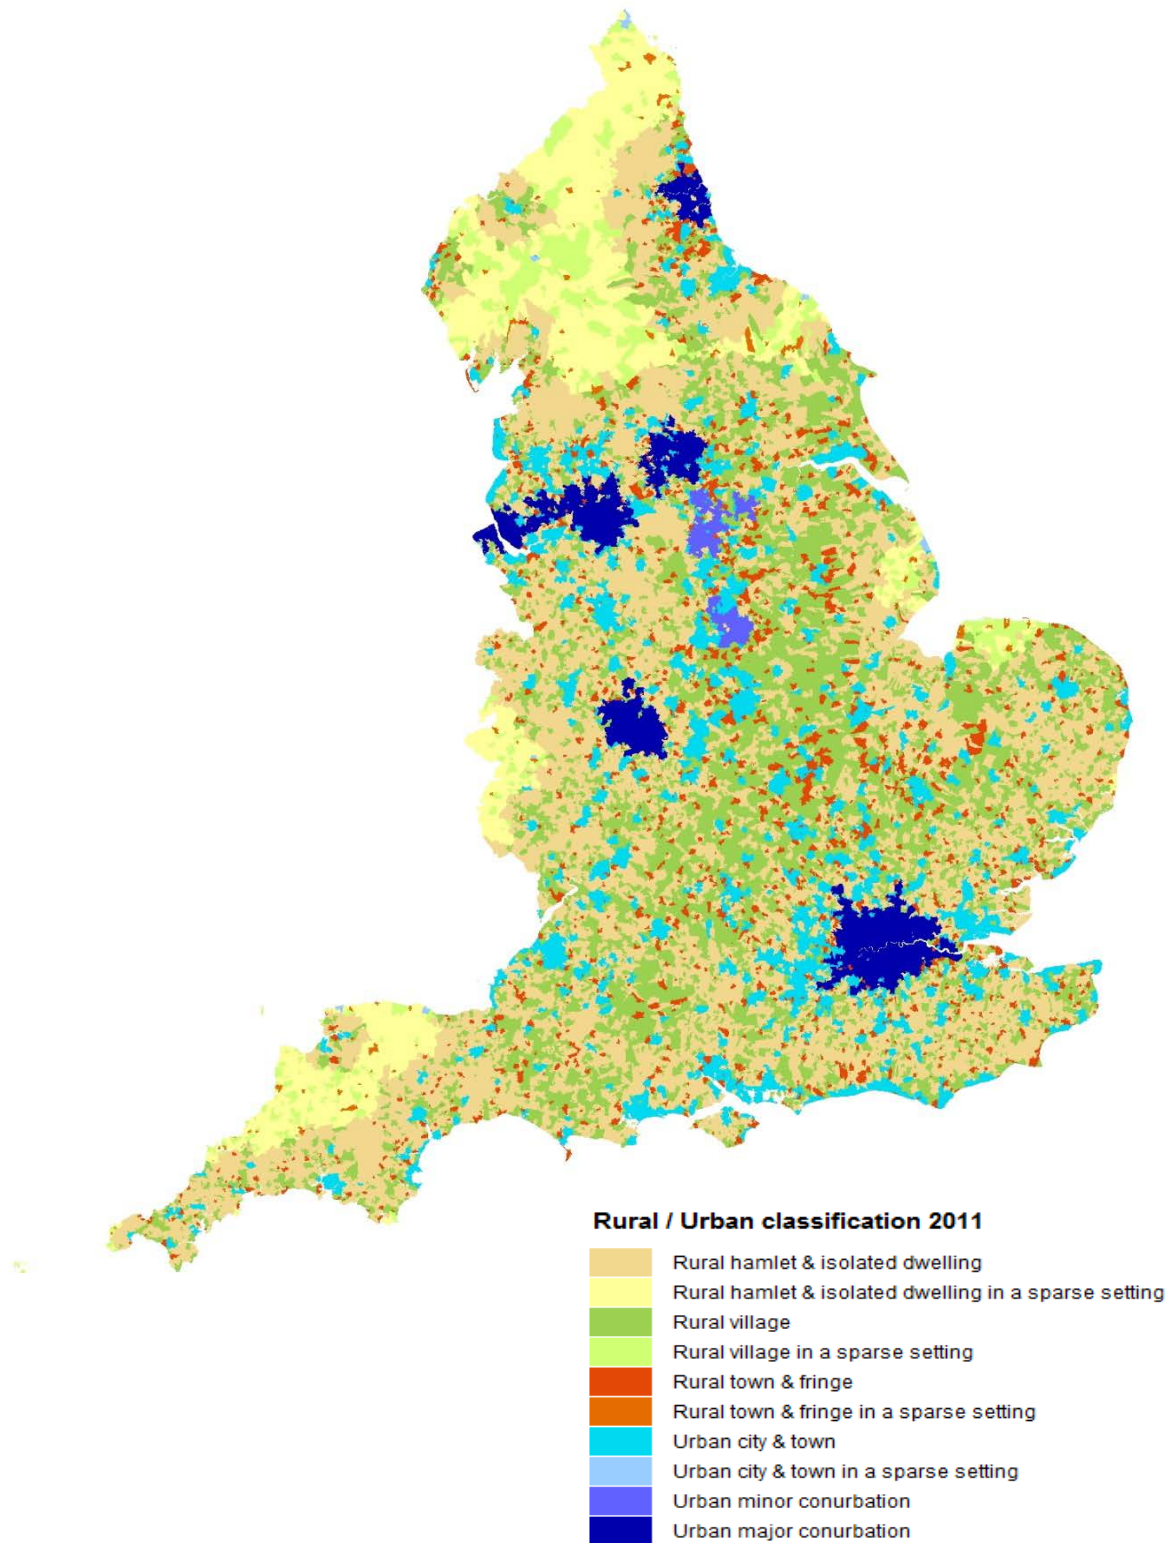 Rural / Urban classification 2011
Rural hamlet & isolated dwelling
Rural hamlet & isolated dwelling in a sparse setting
Rural village
Rural village in a sparse setting
Rural town & fringe
Rural town & fringe in a sparse setting
Urban city & town
Urban city & town in a sparse setting
Urban minor conurbation
Urban major conurbation